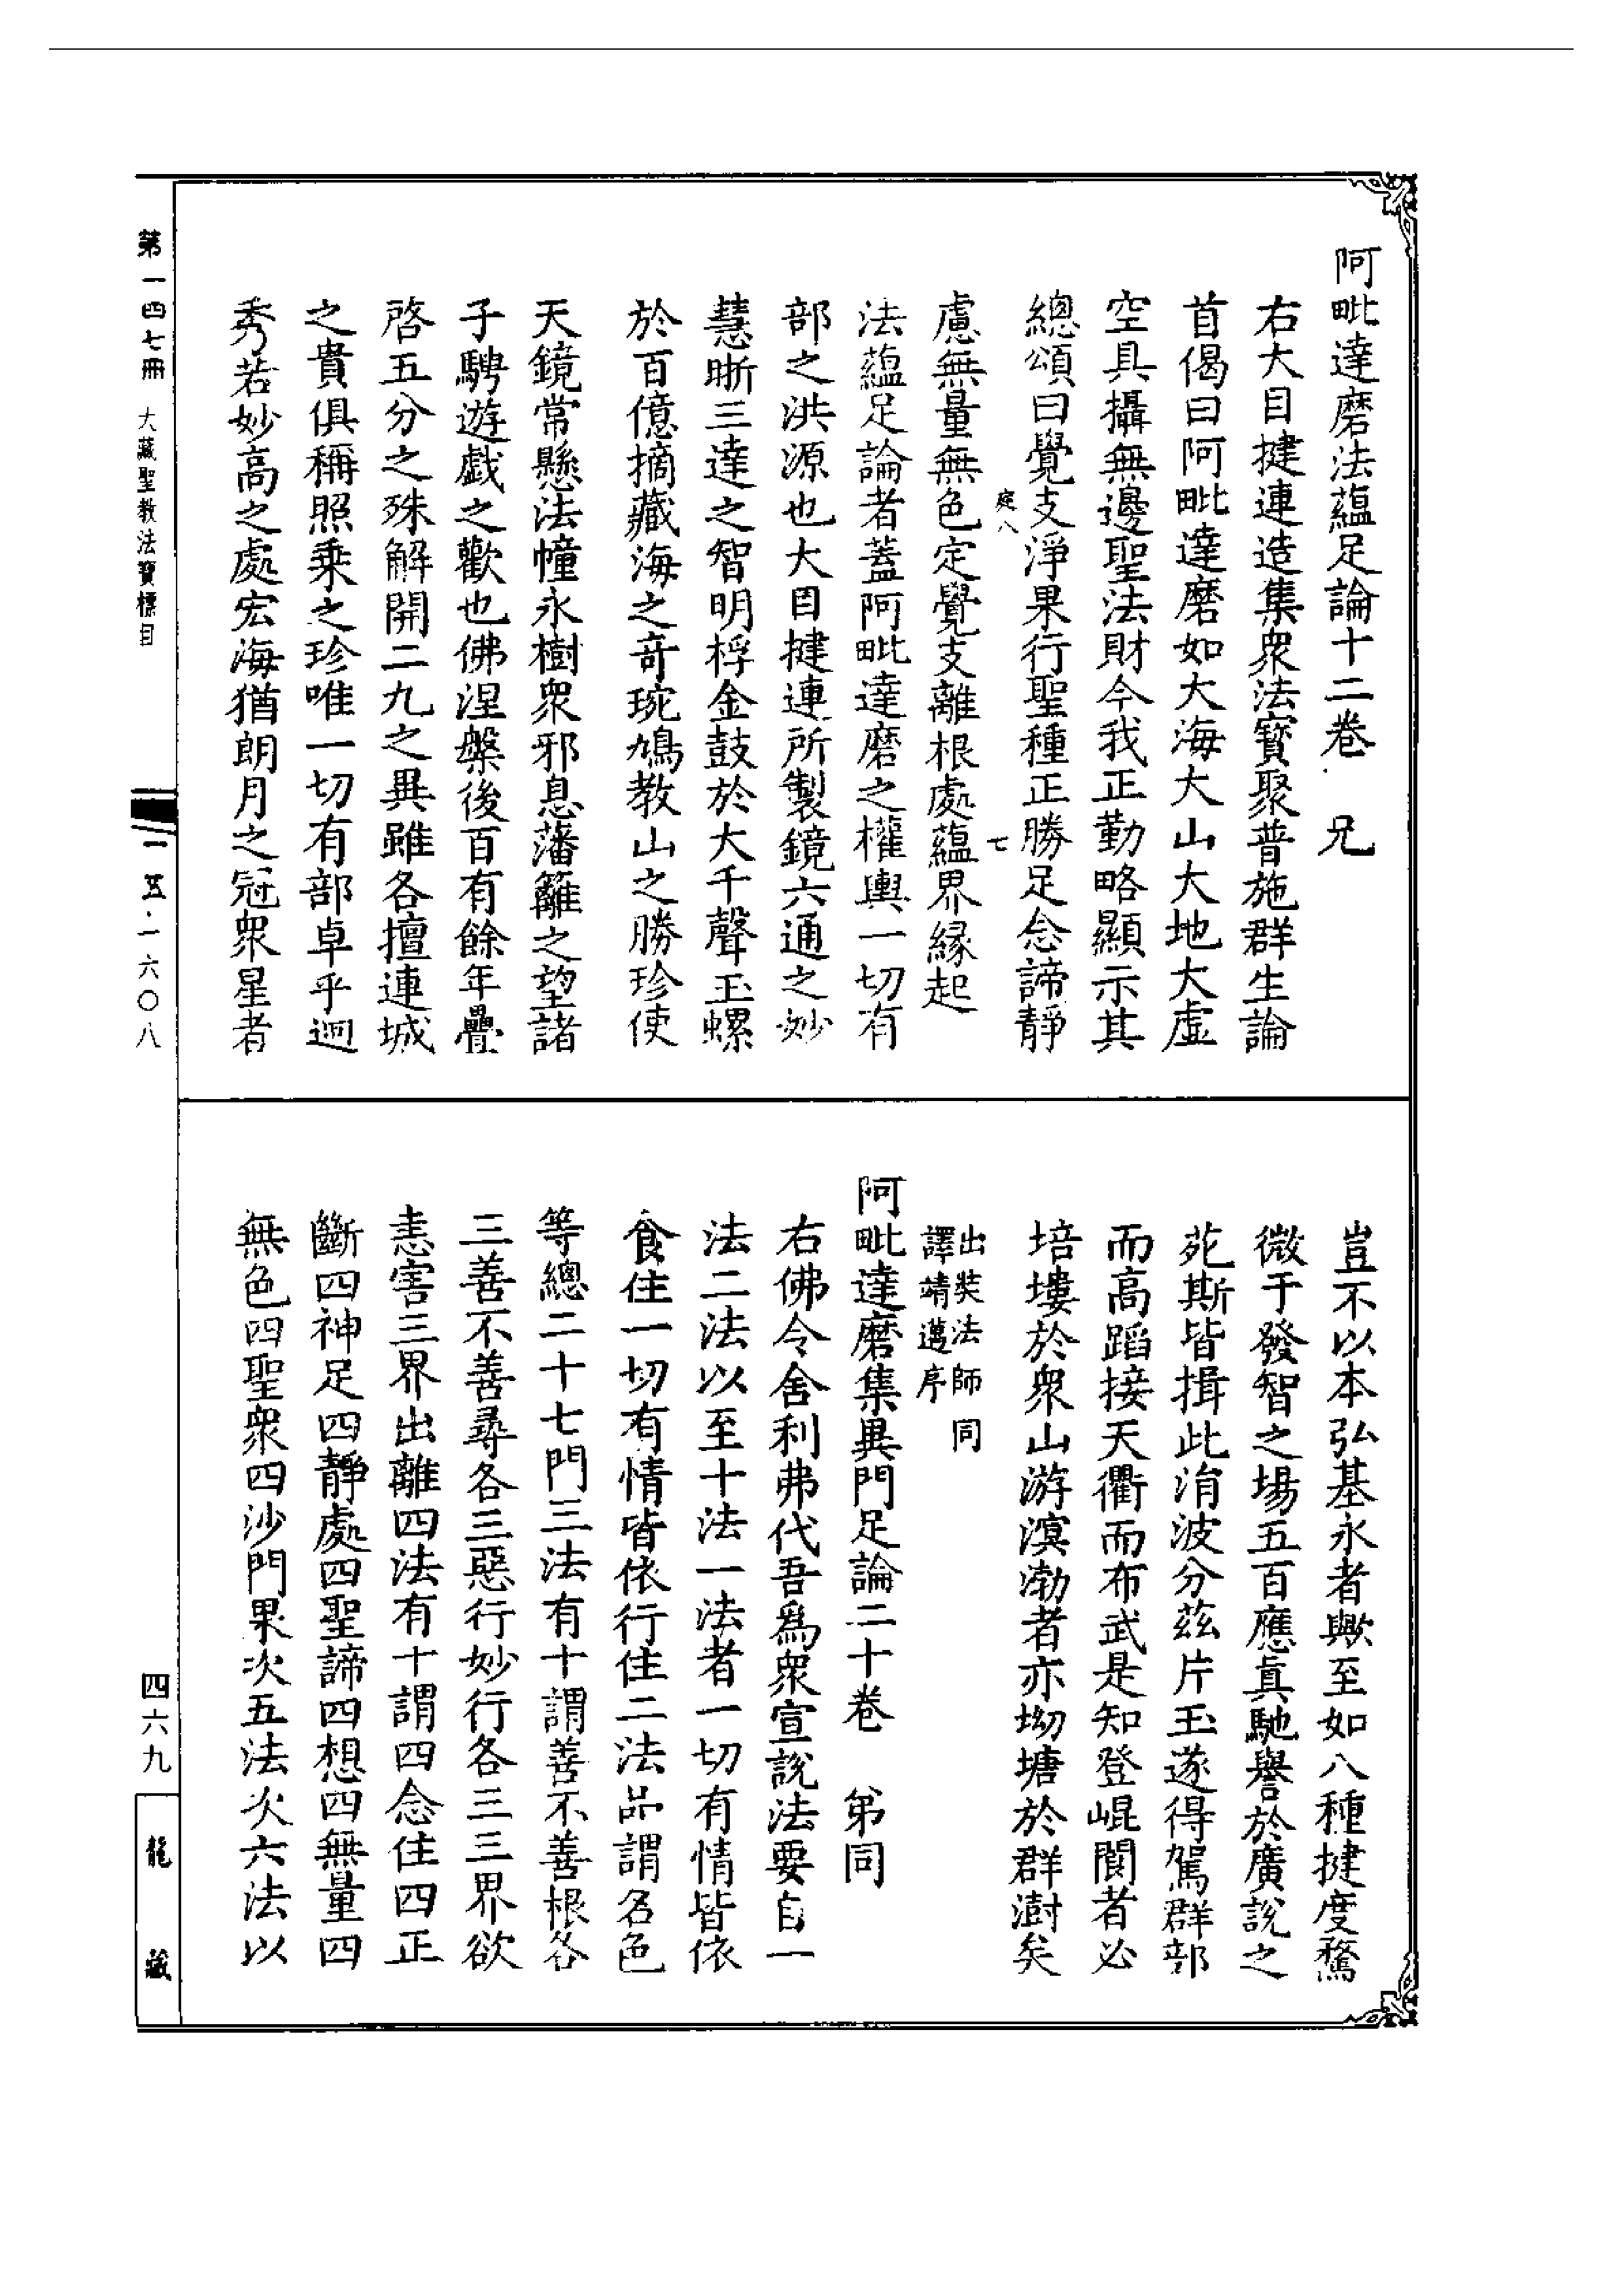 阿毗達磨法蘊足論十二卷 兄
右大目揵連造集衆法寶聚普施群生論
首偈曰阿毗達磨如大海大山大地大虛
空具攝無邊聖法財今我正勤略顯示其
總頌曰覺支淨果行聖種正勝足念諦靜
慮無量無色定覺支離根處蘊界緣起
法蘊足論者蓋阿毗達磨之權輿一切有
部之洪源也大目揵連所製鏡六通之妙
慧晣三達之智明桴金鼓於大千聲玉螺
於百億摘藏海之奇琬鳩教山之勝珍使
天鏡常懸法幢永樹衆邪息藩籬之望諸
子騁遊戲之歡也佛涅槃後百有餘年疊
啓五分之殊解開二九之異雖各擅連城
之貴俱稱照乘之珍唯一切有部卓乎迥
秀若妙高之處宏海猶朗月之冠衆星者
豈不以本弘基永者歟至如八種揵度騖
微于發智之場五百應眞馳譽於廣說之
苑斯皆揖此涓波分茲片玉遂得駕群部
而高蹈接天衢而布武是知登崐閬者必
培塿於衆山游溟渤者亦坳塘於群澍矣
出奘法師同
譯靖邁序
阿毗達磨集異門足論二十卷 第同
右佛令舍利弗代吾爲衆宣說法要自一
法二法以至十法一法者一切有情皆依
食住一切有情皆依行住二法品謂名色
等總二十七門三法有十謂善不善根各
三善不善尋各三惡行妙行各三三界欲
恚害三界出離四法有十謂四念住四正
斷四神足四靜處四聖諦四想四無量四
無色四聖衆四沙門果次五法次六法以
第一四七冊 大藏聖教法寶標目
一五·一六〇八
四六九
龍藏